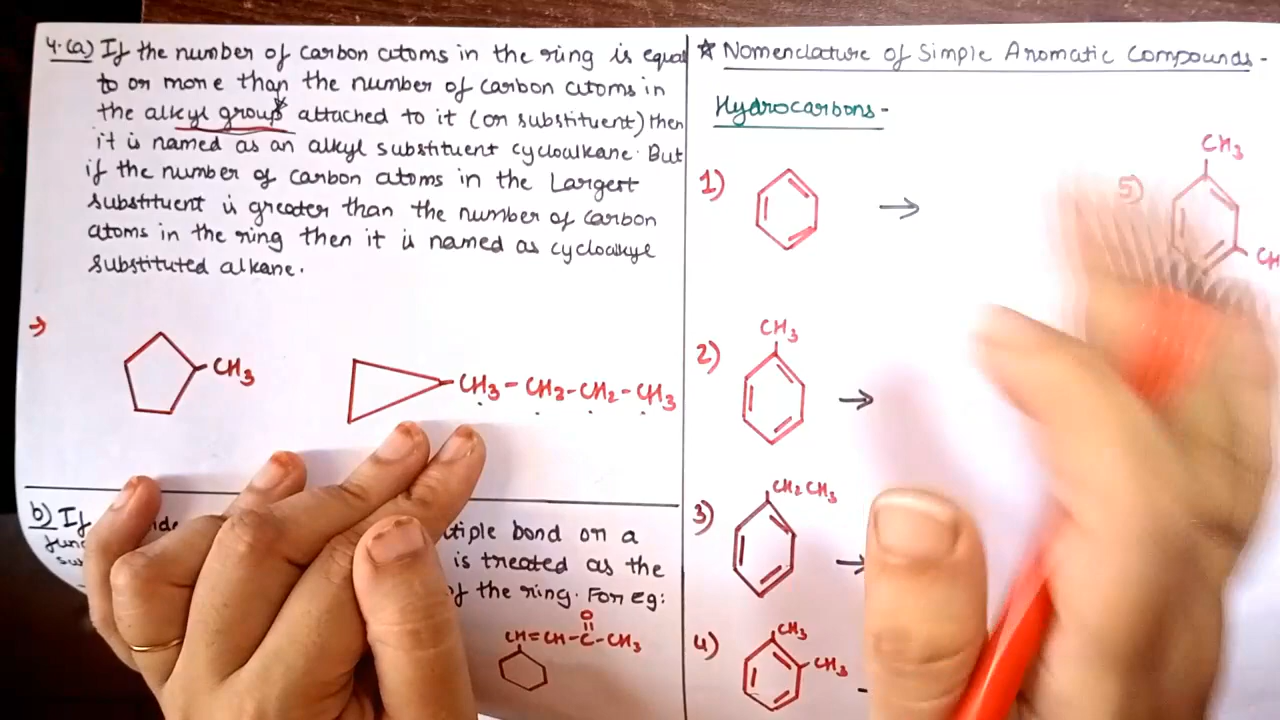 4.(a) If the number of carbon atoms in the ring is equal
to or more than the number of carbon atoms in
the alkyl group attached to it (or substituent) then
it is named as an alkyl substituent cycloalkane. But
if the number of carbon atoms in the Largest
substituent is greater than the number of carbon
atoms in the ring then it is named as cycloalkyl
substituted alkane.
→
CH3
CH3-CH2-CH2-CH3
b) If
tiple bond on a
is treated as the
the ring. For eg:
O
CH=CH-C-CH3
☆ Nomenclature of Simple Aromatic Compounds-
Hydrocarbons-
1) →
2) CH3 →
3) CH2CH3 →
4) CH3
CH3
5) CH3